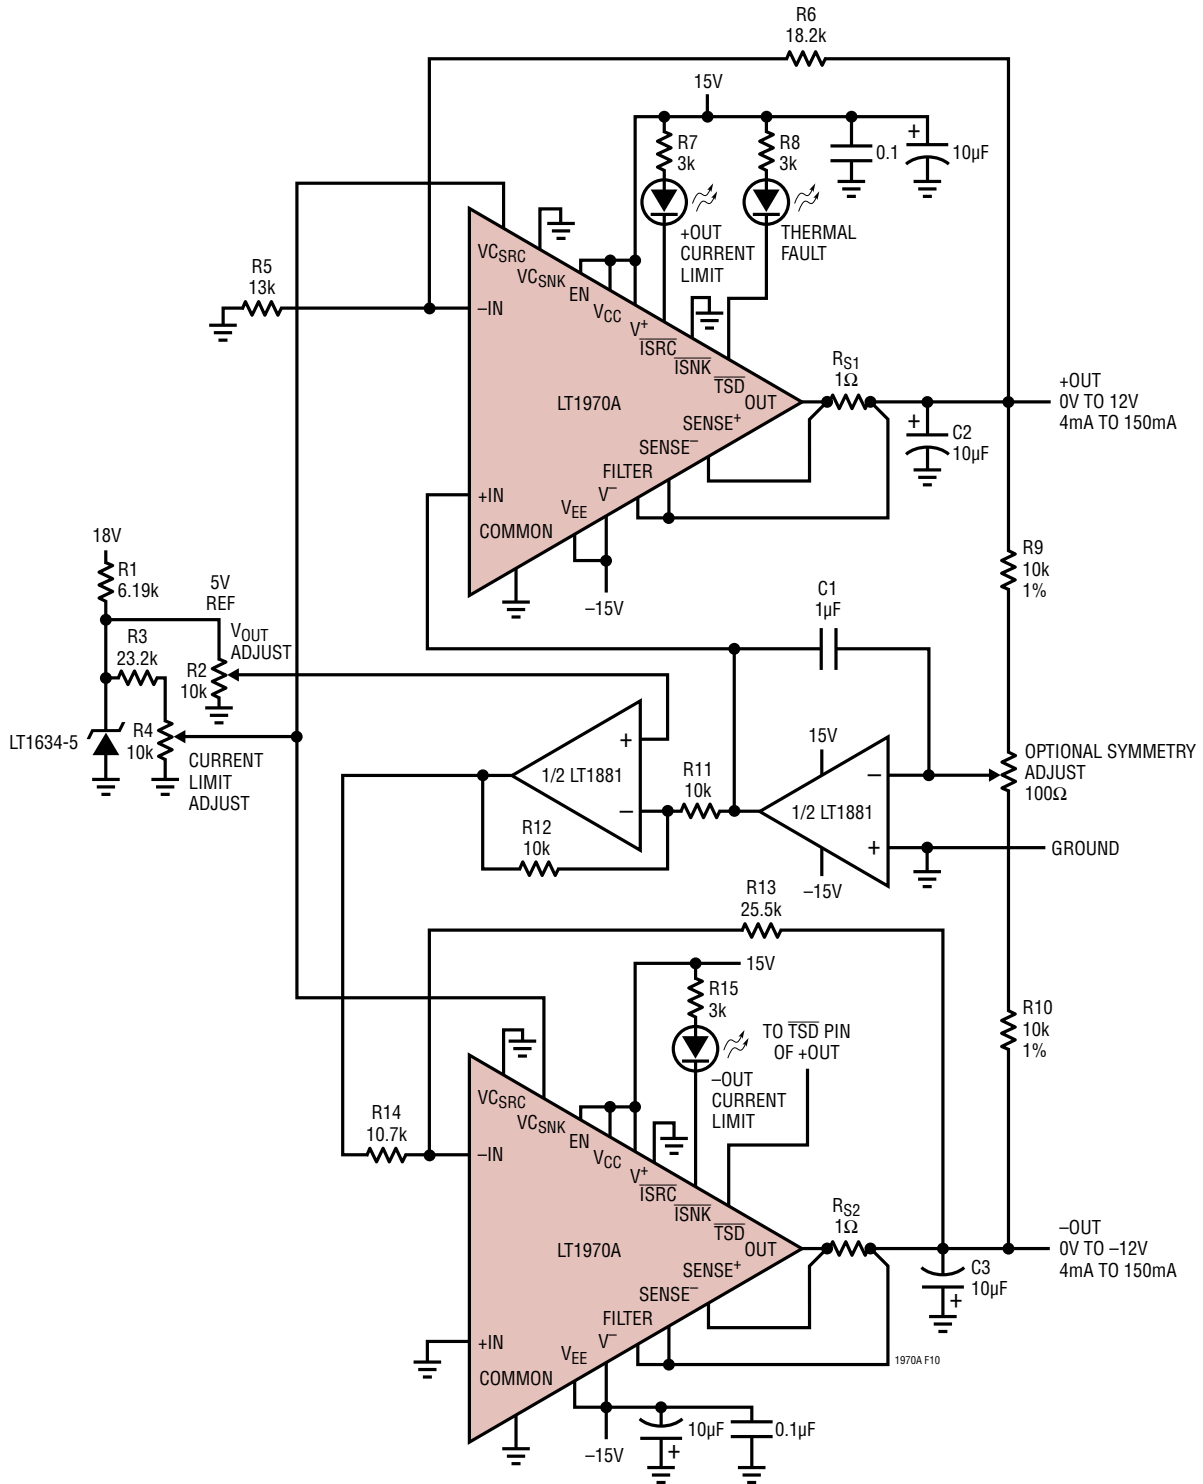 R6
18.2k
15V
R7
3k
R8
3k
0.1
+
10µF
+OUT
CURRENT
LIMIT
THERMAL
FAULT
R5
13k
VCSRC
VCSNK
EN
VCC
V+
ISRC
ISNK
TSD
OUT
SENSE+
SENSE–
FILTER
V–
VEE
COMMON
–IN
+IN
LT1970A
RS1
1Ω
+
C2
10µF
+OUT
0V TO 12V
4mA TO 150mA
–15V
18V
R1
6.19k
5V
REF
VOUT
ADJUST
R3
23.2k
R2
10k
LT1634-5
R4
10k
CURRENT
LIMIT
ADJUST
C1
1µF
R9
10k
1%
+
–
1/2 LT1881
R11
10k
R12
10k
15V
–
+
1/2 LT1881
–15V
OPTIONAL SYMMETRY
ADJUST
100Ω
GROUND
R13
25.5k
15V
R15
3k
–OUT
CURRENT
LIMIT
TO TSD PIN
OF +OUT
R10
10k
1%
R14
10.7k
VCSRC
VCSNK
EN
VCC
V+
ISRC
ISNK
TSD
OUT
SENSE+
SENSE–
FILTER
V–
VEE
COMMON
–IN
+IN
LT1970A
RS2
1Ω
–OUT
0V TO –12V
4mA TO 150mA
C3
10µF
+
1970A F10
10µF
+
0.1µF
–15V